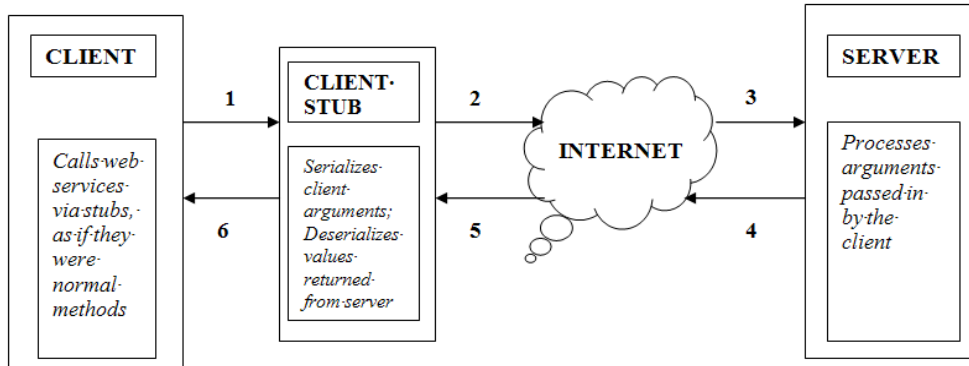 CLIENT
Calls·web·
services·
via·stubs,·
as·if·they·
were·
normal·
methods
1
6
CLIENT·
STUB
Serializes·
client·
arguments;
Deserializes·
values·
returned·
from·server
2
5
INTERNET
3
4
SERVER
Processes·
arguments·
passed·in·
by·the·
client